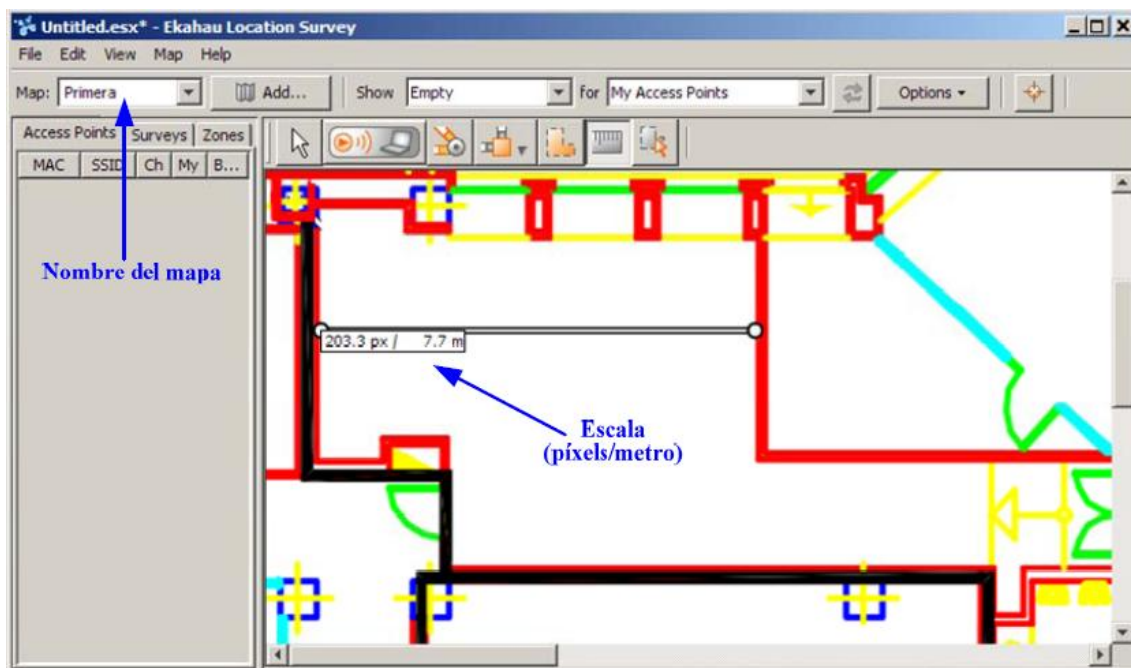 Untitled.esx* - Ekahau Location Survey
File Edit View Map Help
Map: Primera Add... Show Empty for My Access Points Options
Access Points Surveys Zones
MAC SSID Ch My B...
Nombre del mapa
203.3 px / 7.7 m
Escala
(píxels/metro)